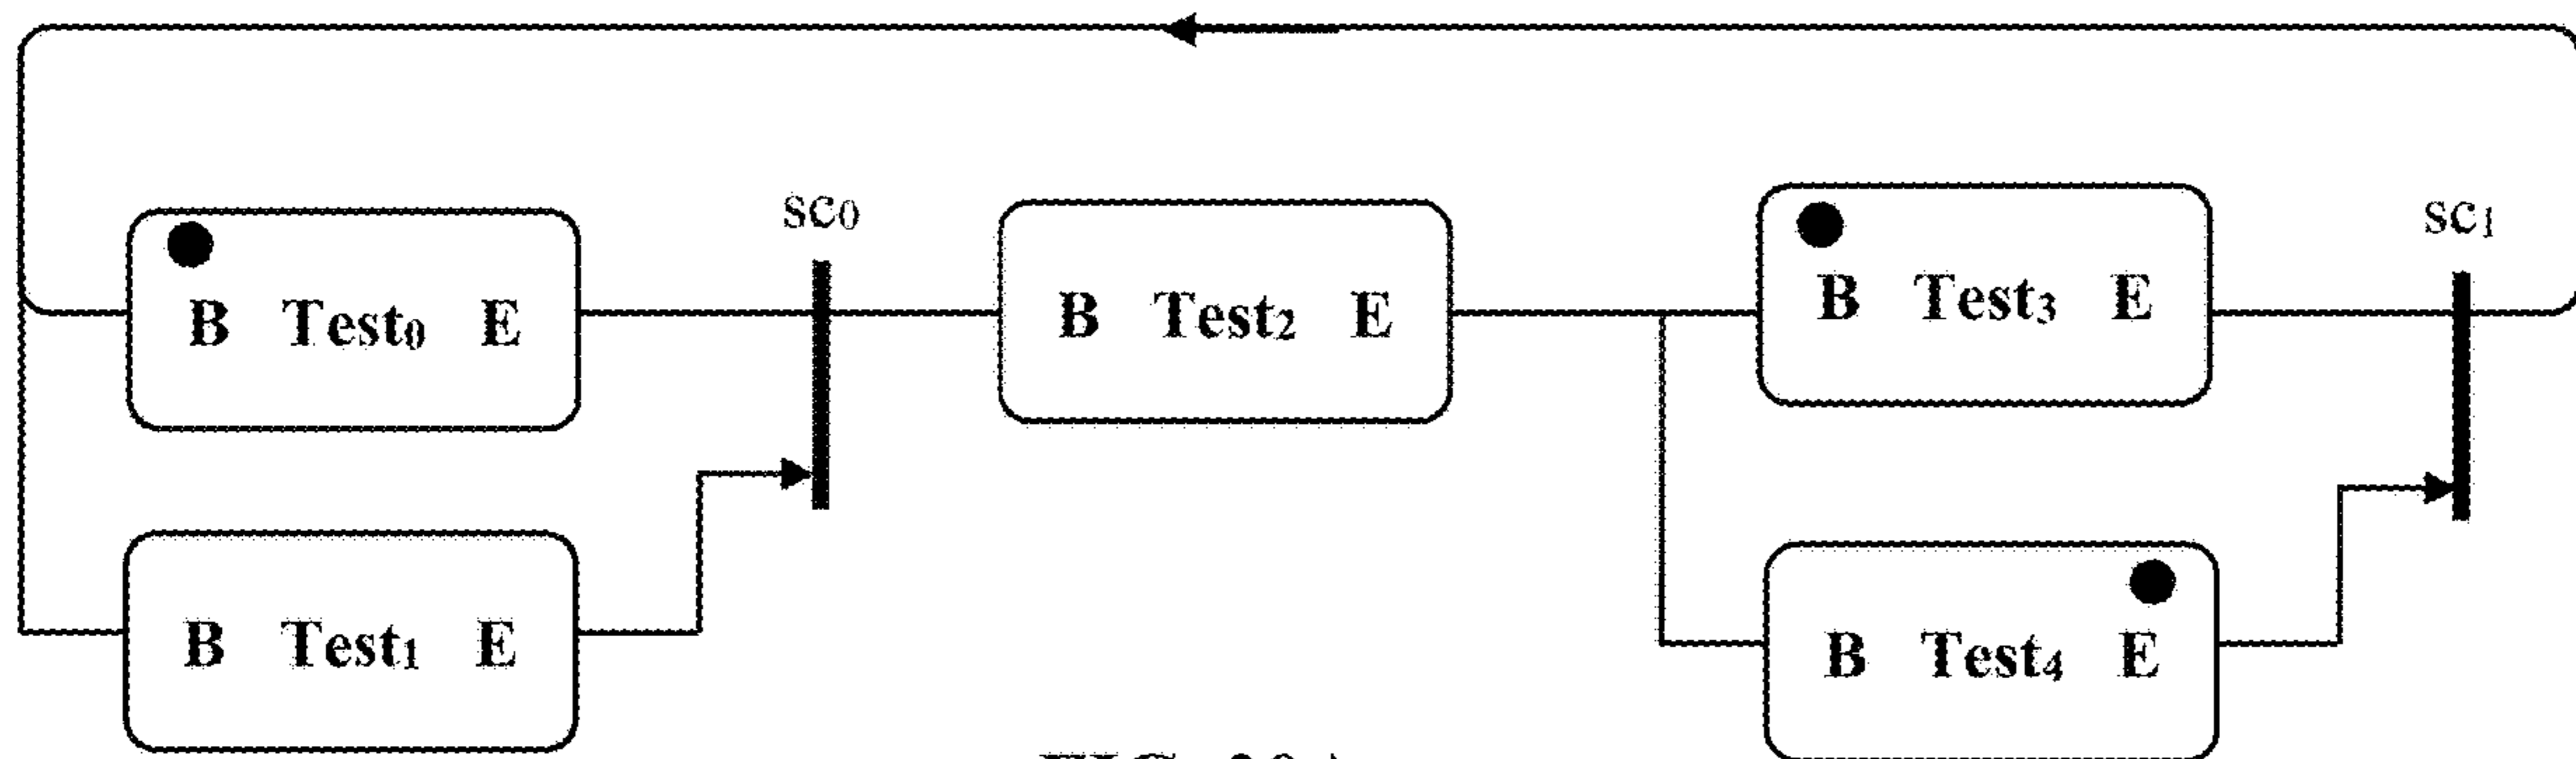 sc₀
sc₁
B Test₀ E
B Test₂ E
B Test₃ E
B Test₁ E
B Test₄ E